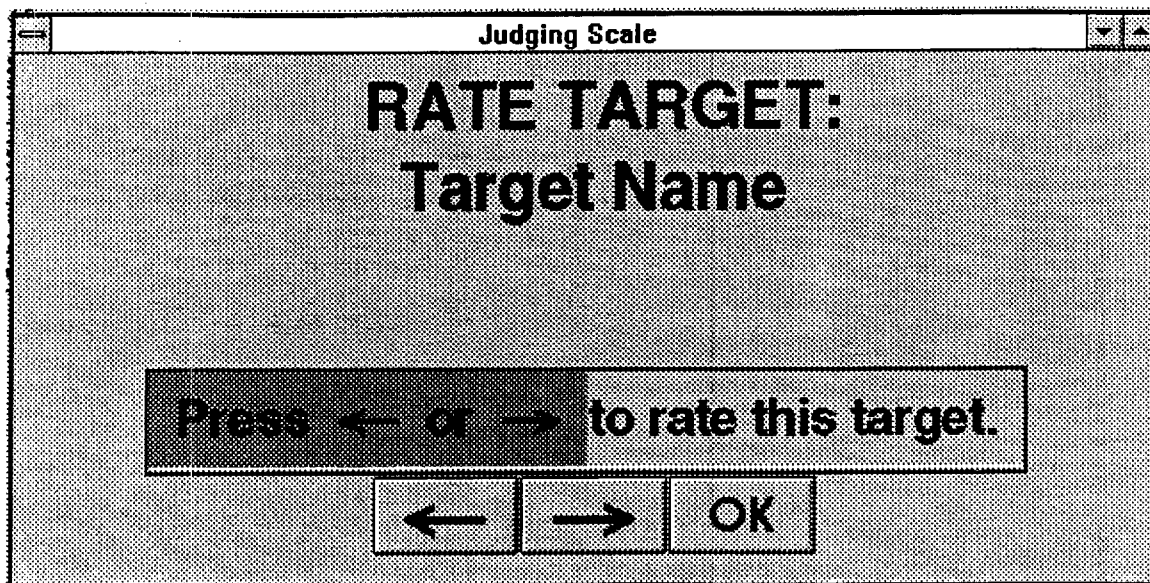 Judging Scale
RATE TARGET:
Target Name
Press ← or → to rate this target.
← → OK